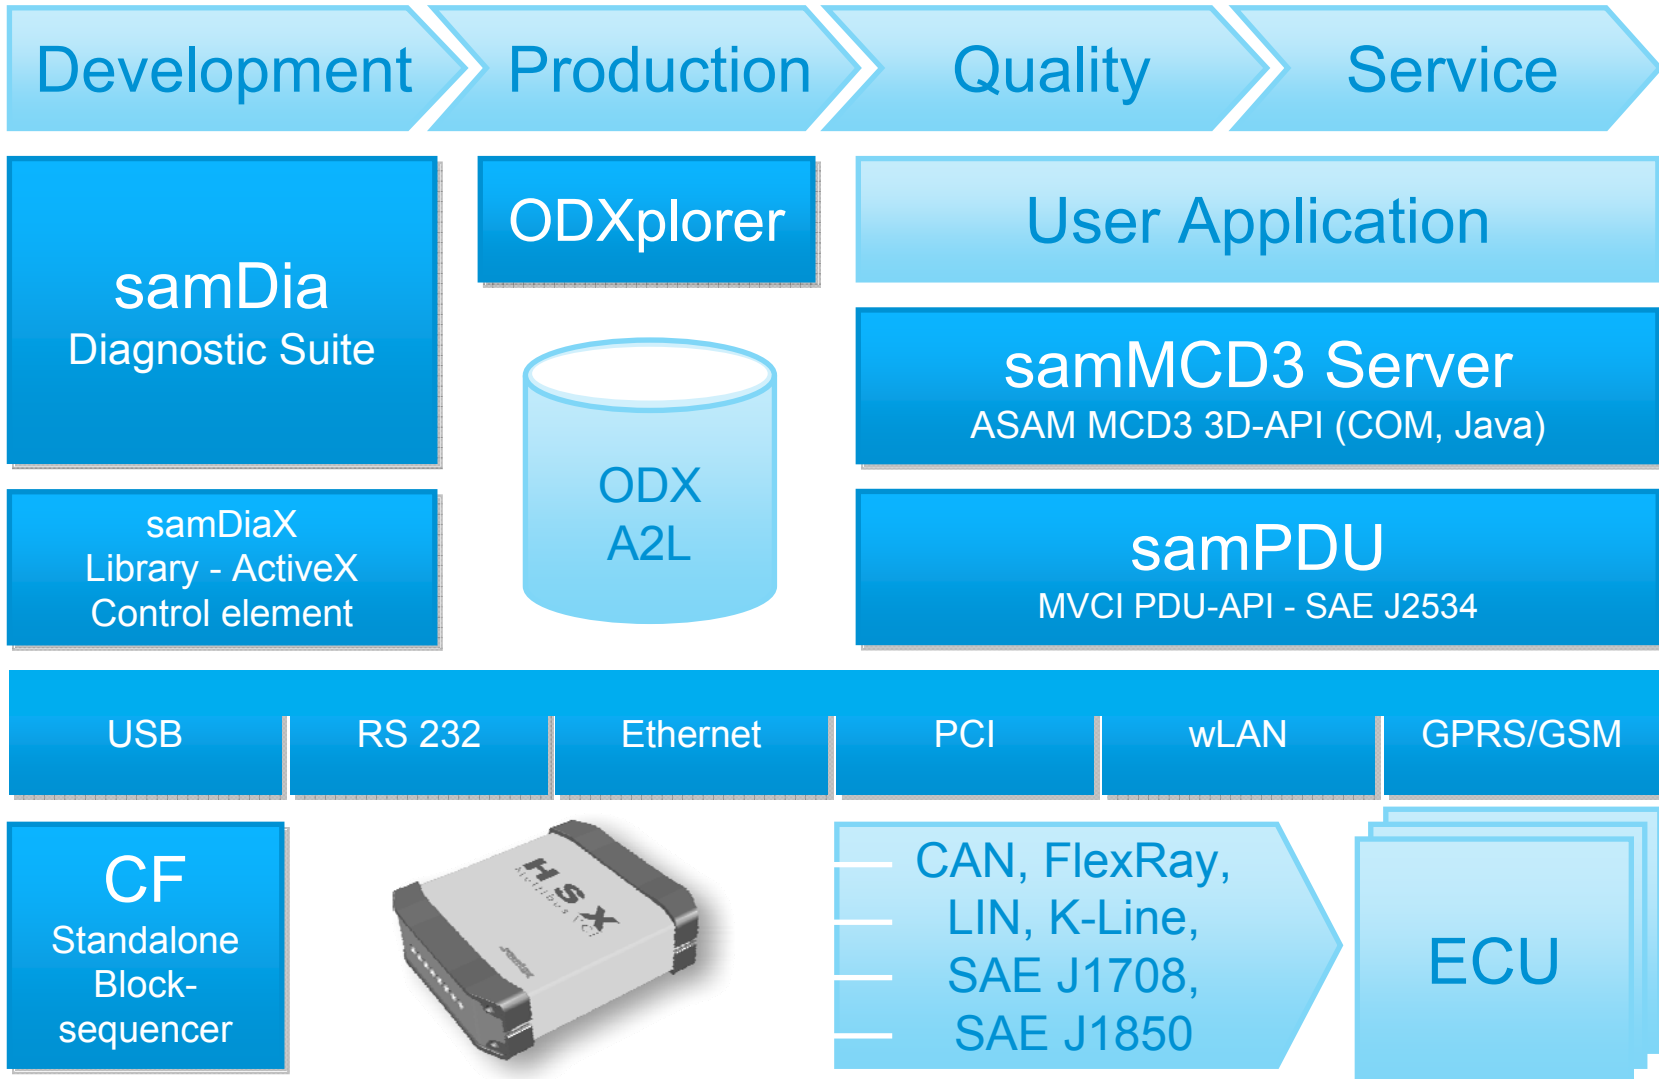 Development
Production
Quality
Service
samDia
Diagnostic Suite
ODXplorer
User Application
samMCD3 Server
ASAM MCD3 3D-API (COM, Java)
ODX
A2L
samDiaX
Library - ActiveX
Control element
samPDU
MVCI PDU-API - SAE J2534
USB
RS 232
Ethernet
PCI
wLAN
GPRS/GSM
CF
Standalone
Block-
sequencer
HSX
Multibus VCI
CAN, FlexRay,
LIN, K-Line,
SAE J1708,
SAE J1850
ECU